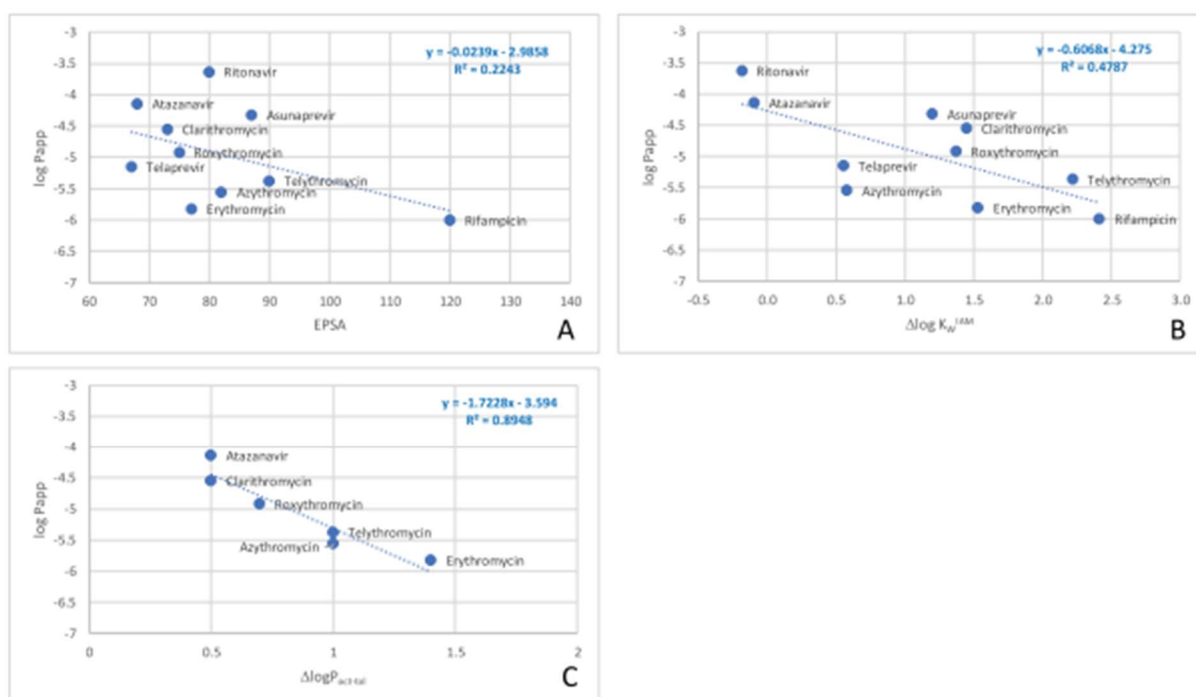 -3
y = -0.0239x - 2.9858
R² = 0.2243
-3.5
Ritonavir
-4
Atazanavir
Asunaprevir
-4.5
Clarithromycin
log Papp
-5
Roxythromycin
Telaprevir
Telythromycin
-5.5
Azythromycin
Erythromycin
-6
Rifampicin
-6.5
-7
60 70 80 90 100 110 120 130 140
EPSA
A
-3
y = -0.6068x - 4.275
R² = 0.4787
-3.5
Ritonavir
-4
Atazanavir
Asunaprevir
-4.5
Clarithromycin
log Papp
-5
Roxythromycin
Telaprevir
Telythromycin
-5.5
Azythromycin
Erythromycin
-6
Rifampicin
-6.5
-7
-0.5 0.0 0.5 1.0 1.5 2.0 2.5 3.0
Δlog K_W^IAM
B
-3
y = -1.7228x - 3.594
R² = 0.8948
-3.5
-4
Atazanavir
-4.5
Clarithromycin
log Papp
-5
Roxythromycin
Telythromycin
-5.5
Azythromycin
Erythromycin
-6
-6.5
-7
0 0.5 1 1.5 2
ΔlogP_oct-tol
C